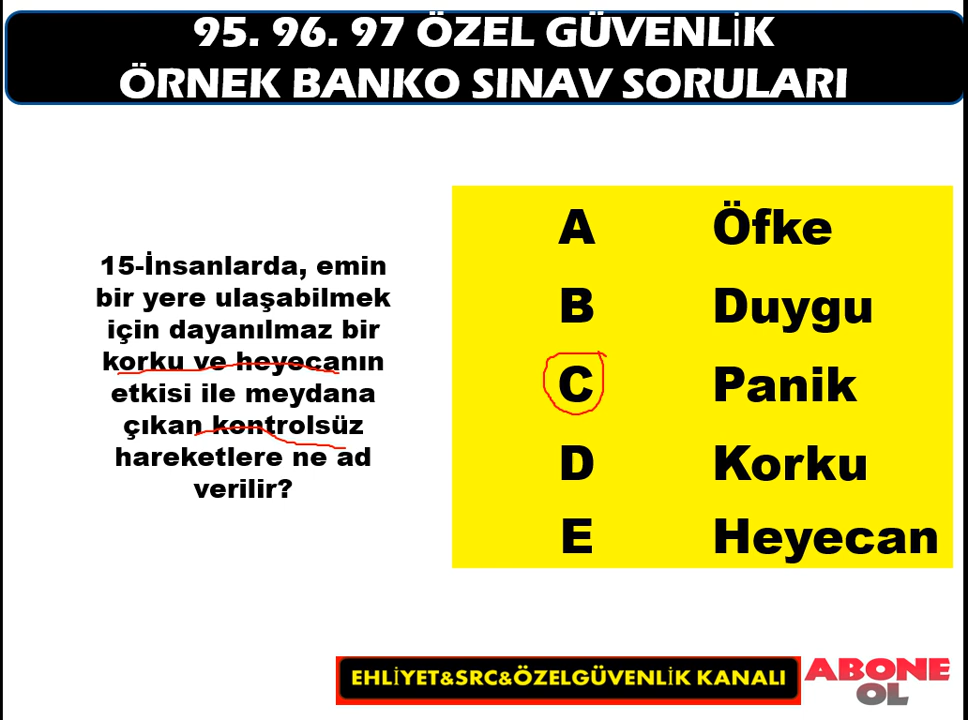 95. 96. 97 ÖZEL GÜVENLİK
ÖRNEK BANKO SINAV SORULARI
15-İnsanlarda, emin
bir yere ulaşabilmek
için dayanılmaz bir
korku ve heyecanın
etkisi ile meydana
çıkan kontrolsüz
hareketlere ne ad
verilir?
A Öfke
B Duygu
C Panik
D Korku
E Heyecan
EHLİYET&SRC&ÖZELGÜVENLİK KANALI
ABONE
OL